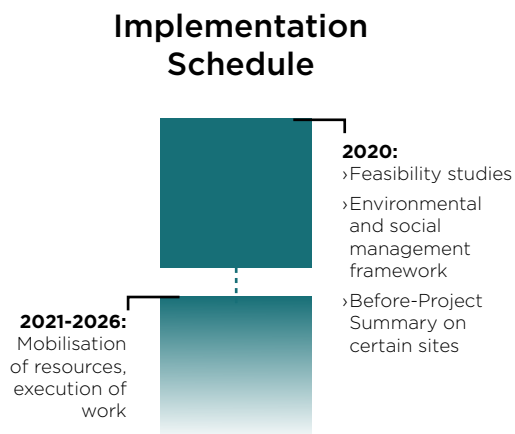 Implementation
Schedule
2020:
›Feasibility studies
›Environmental
and social
management
framework
›Before-Project
Summary on
certain sites
2021-2026:
Mobilisation
of resources,
execution of
work